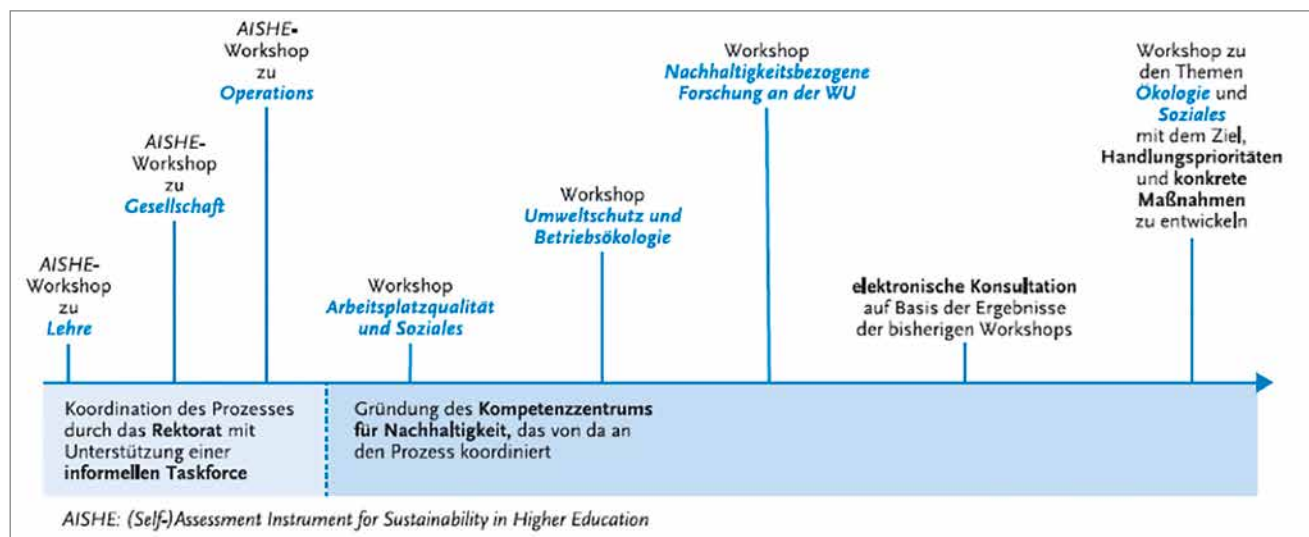 AISHE-
Workshop
zu
Lehre
AISHE-
Workshop
zu
Gesellschaft
AISHE-
Workshop
zu
Operations
Workshop
Arbeitsplatzqualität
und Soziales
Workshop
Umweltschutz und
Betriebsökologie
Workshop
Nachhaltigkeitsbezogene
Forschung an der WU
elektronische Konsultation
auf Basis der Ergebnisse
der bisherigen Workshops
Workshop zu
den Themen
Ökologie und
Soziales
mit dem Ziel,
Handlungsprioritäten
und konkrete
Maßnahmen
zu entwickeln
Koordination des Prozesses
durch das Rektorat mit
Unterstützung einer
informellen Taskforce
Gründung des Kompetenzzentrums
für Nachhaltigkeit, das von da an
den Prozess koordiniert
AISHE: (Self-)Assessment Instrument for Sustainability in Higher Education